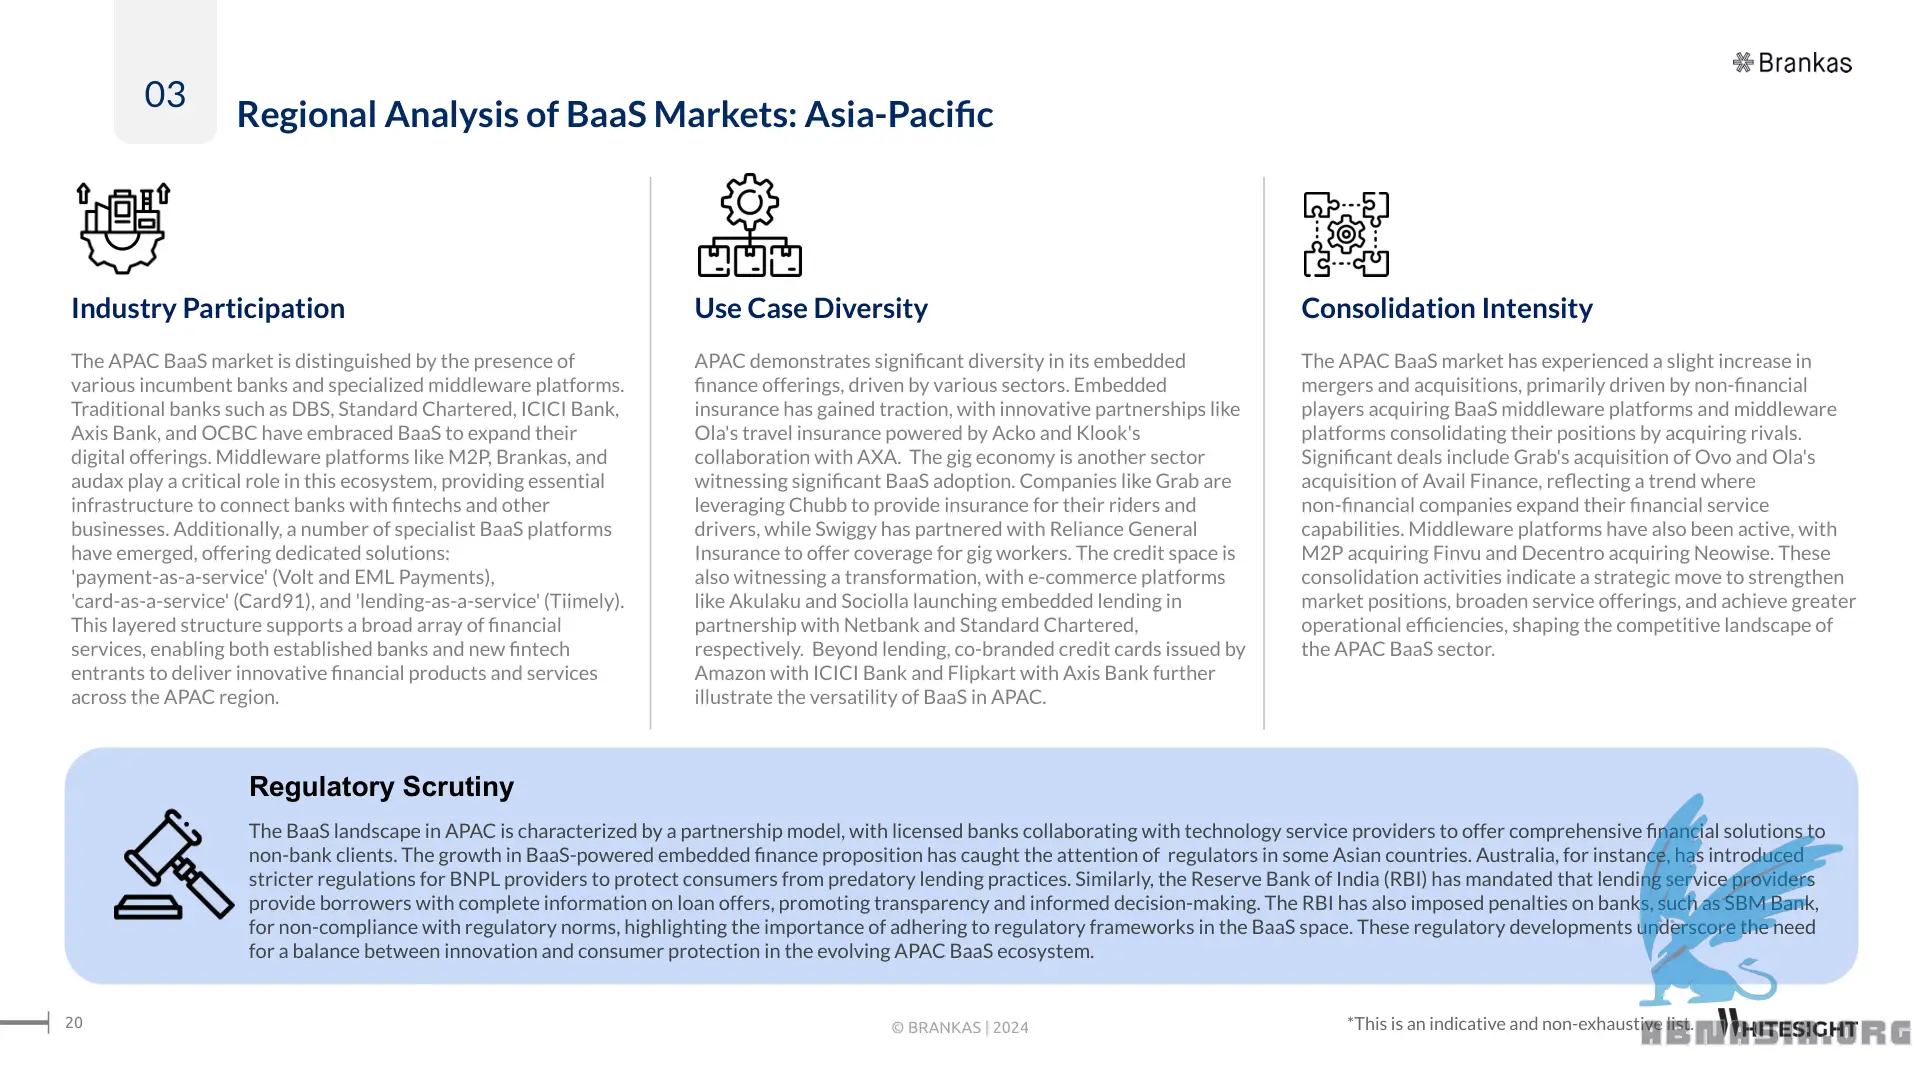 03
Brankas
Regional Analysis of BaaS Markets: Asia-Pacific
Industry Participation
The APAC BaaS market is distinguished by the presence of
various incumbent banks and specialized middleware platforms.
Traditional banks such as DBS, Standard Chartered, ICICI Bank,
Axis Bank, and OCBC have embraced BaaS to expand their
digital offerings. Middleware platforms like M2P, Brankas, and
audax play a critical role in this ecosystem, providing essential
infrastructure to connect banks with fintechs and other
businesses. Additionally, a number of specialist BaaS platforms
have emerged, offering dedicated solutions:
'payment-as-a-service' (Volt and EML Payments),
'card-as-a-service' (Card91), and 'lending-as-a-service' (Tiimely).
This layered structure supports a broad array of financial
services, enabling both established banks and new fintech
entrants to deliver innovative financial products and services
across the APAC region.
Use Case Diversity
APAC demonstrates significant diversity in its embedded
finance offerings, driven by various sectors. Embedded
insurance has gained traction, with innovative partnerships like
Ola's travel insurance powered by Acko and Klook's
collaboration with AXA.  The gig economy is another sector
witnessing significant BaaS adoption. Companies like Grab are
leveraging Chubb to provide insurance for their riders and
drivers, while Swiggy has partnered with Reliance General
Insurance to offer coverage for gig workers. The credit space is
also witnessing a transformation, with e-commerce platforms
like Akulaku and Sociolla launching embedded lending in
partnership with Netbank and Standard Chartered,
respectively.  Beyond lending, co-branded credit cards issued by
Amazon with ICICI Bank and Flipkart with Axis Bank further
illustrate the versatility of BaaS in APAC.
Consolidation Intensity
The APAC BaaS market has experienced a slight increase in
mergers and acquisitions, primarily driven by non-financial
players acquiring BaaS middleware platforms and middleware
platforms consolidating their positions by acquiring rivals.
Significant deals include Grab's acquisition of Ovo and Ola's
acquisition of Avail Finance, reflecting a trend where
non-financial companies expand their financial service
capabilities. Middleware platforms have also been active, with
M2P acquiring Finvu and Decentro acquiring Neowise. These
consolidation activities indicate a strategic move to strengthen
market positions, broaden service offerings, and achieve greater
operational efficiencies, shaping the competitive landscape of
the APAC BaaS sector.
Regulatory Scrutiny
The BaaS landscape in APAC is characterized by a partnership model, with licensed banks collaborating with technology service providers to offer comprehensive financial solutions to
non-bank clients. The growth in BaaS-powered embedded finance proposition has caught the attention of  regulators in some Asian countries. Australia, for instance, has introduced
stricter regulations for BNPL providers to protect consumers from predatory lending practices. Similarly, the Reserve Bank of India (RBI) has mandated that lending service providers
provide borrowers with complete information on loan offers, promoting transparency and informed decision-making. The RBI has also imposed penalties on banks, such as SBM Bank,
for non-compliance with regulatory norms, highlighting the importance of adhering to regulatory frameworks in the BaaS space. These regulatory developments underscore the need
for a balance between innovation and consumer protection in the evolving APAC BaaS ecosystem.
20
© BRANKAS | 2024
*This is an indicative and non-exhaustive list.
WHITESIGHT
ABNASIA.ORG